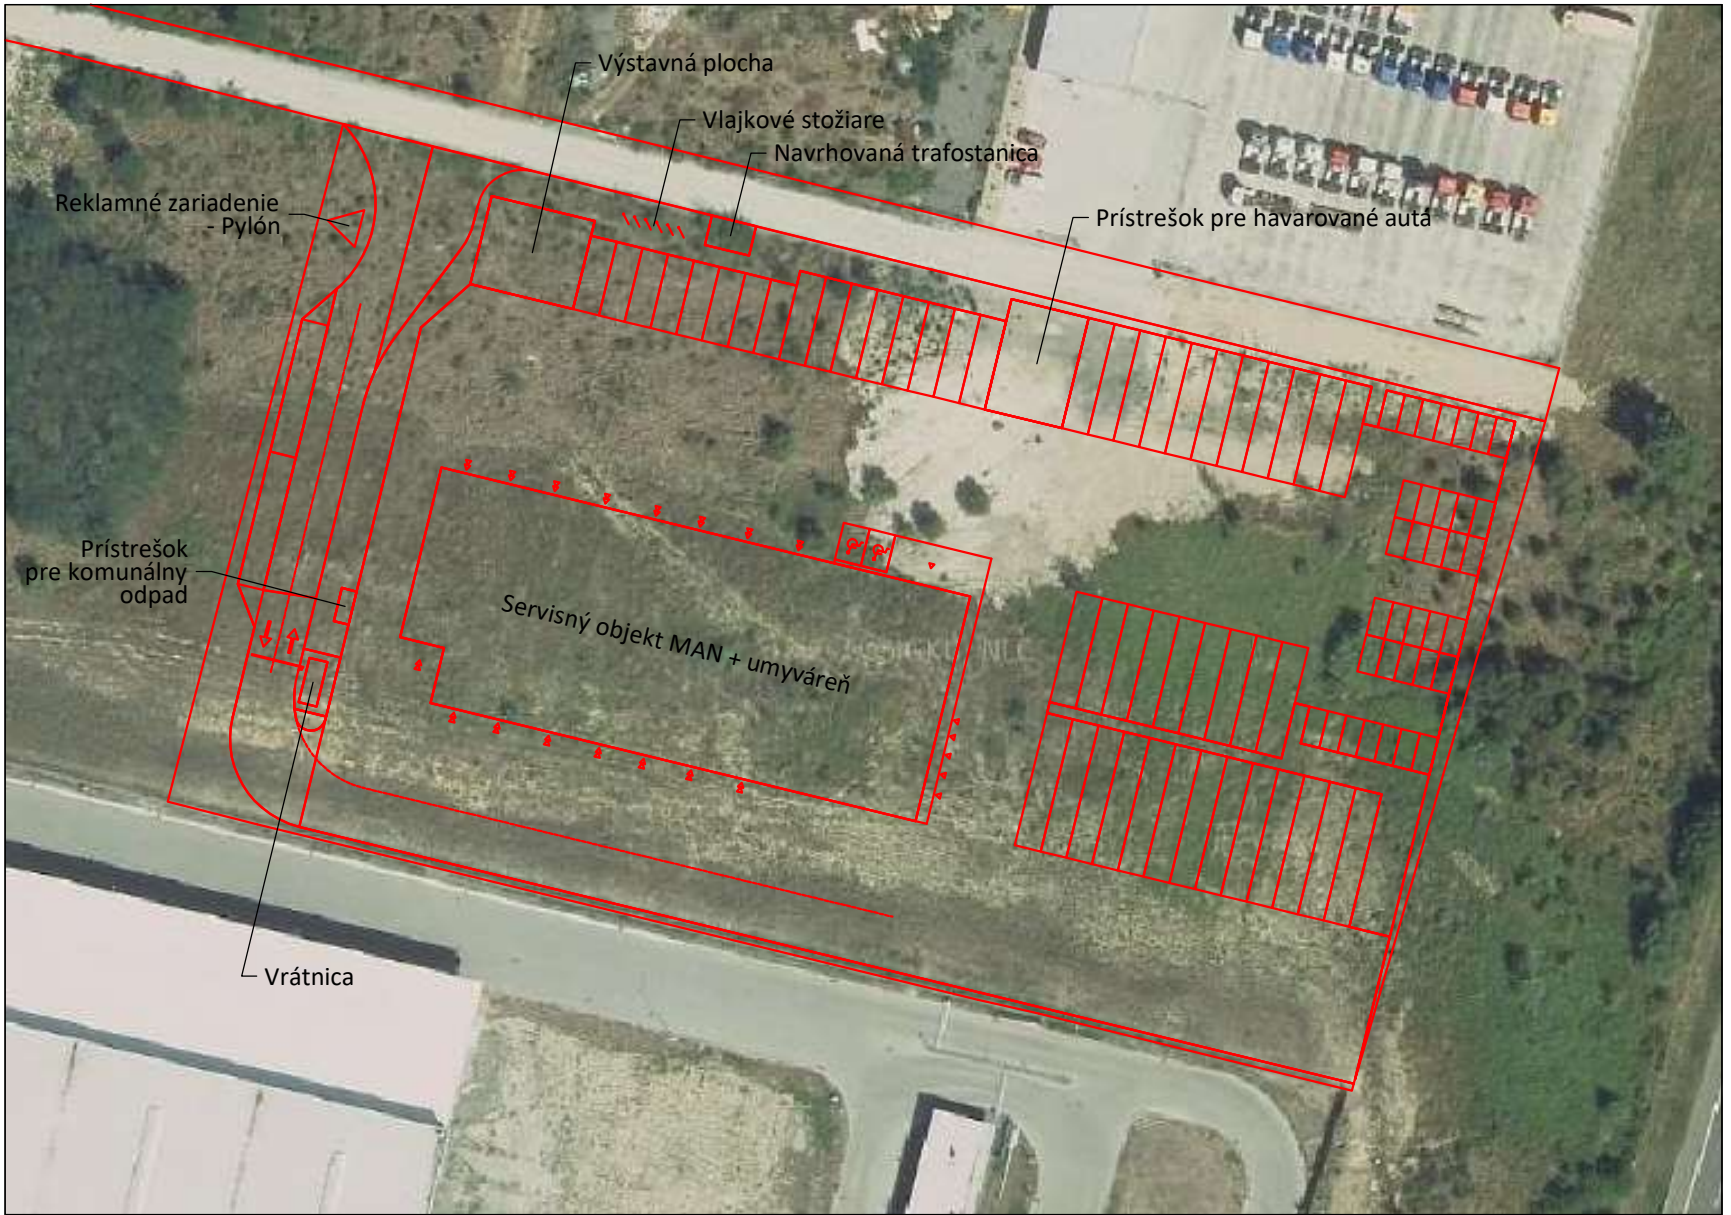 Výstavná plocha
Vlajkové stožiare
Navrhovaná trafostanica
Reklamné zariadenie
- Pylón
Prístrešok pre havarované autá
Prístrešok
pre komunálny
odpad
Servisný objekt MAN + umyváreň
Vrátnica